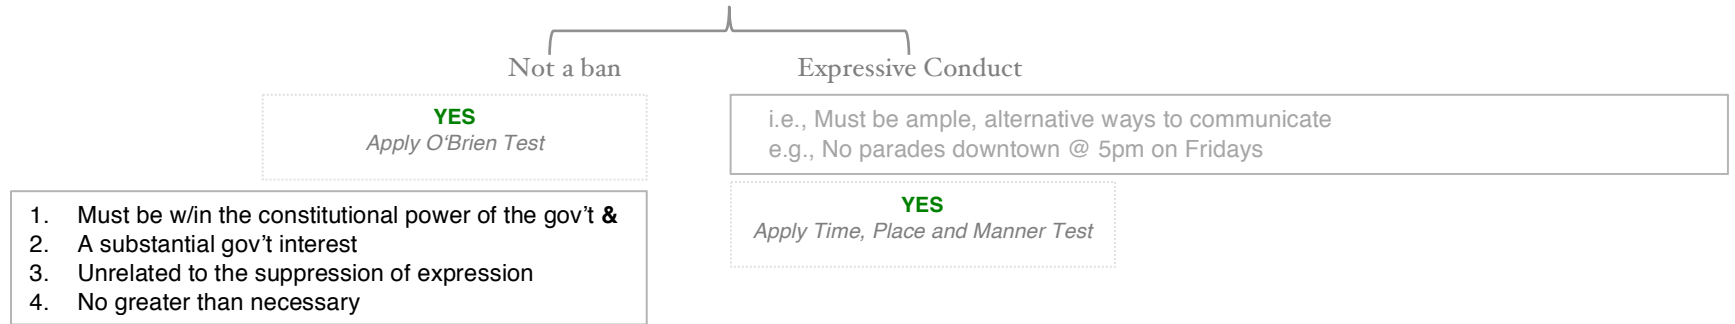 Not a ban
Expressive Conduct
YES
Apply O‘Brien Test
i.e., Must be ample, alternative ways to communicate
e.g., No parades downtown @ 5pm on Fridays
1. Must be w/in the constitutional power of the gov’t &
2. A substantial gov’t interest
3. Unrelated to the suppression of expression
4. No greater than necessary
YES
Apply Time, Place and Manner Test